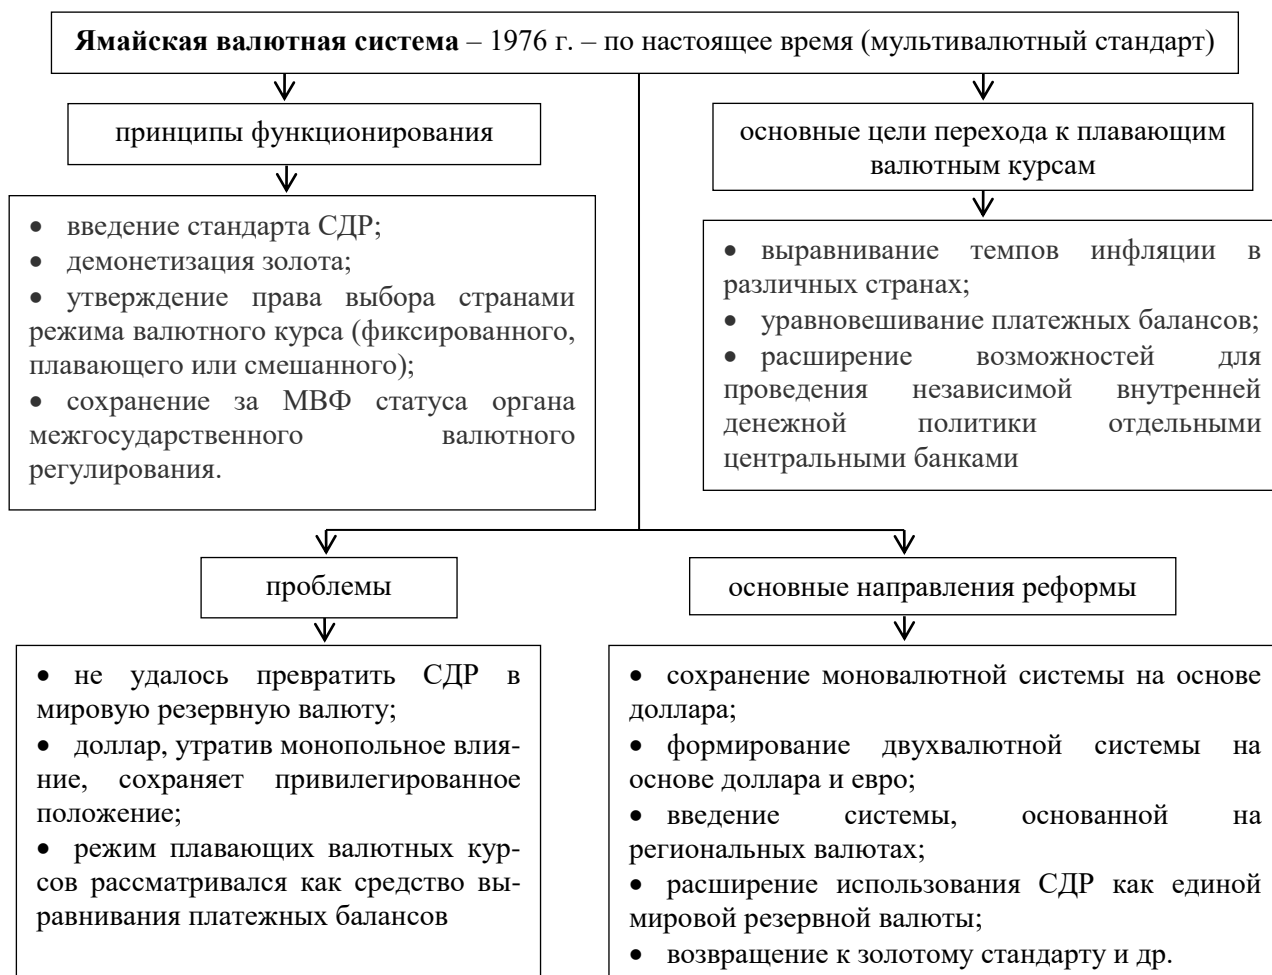 Ямайская валютная система – 1976 г. – по настоящее время (мультивалютный стандарт)
принципы функционирования
• введение стандарта СДР;
• демонетизация золота;
• утверждение права выбора странами
режима валютного курса (фиксированного,
плавающего или смешанного);
• сохранение за МВФ статуса органа
межгосударственного валютного
регулирования.
основные цели перехода к плавающим
валютным курсам
• выравнивание темпов инфляции в
различных странах;
• уравновешивание платежных балансов;
• расширение возможностей для
проведения независимой внутренней
денежной политики отдельными
центральными банками
проблемы
• не удалось превратить СДР в
мировую резервную валюту;
• доллар, утратив монопольное влия-
ние, сохраняет привилегированное
положение;
• режим плавающих валютных кур-
сов рассматривался как средство вы-
равнивания платежных балансов
основные направления реформы
• сохранение моновалютной системы на основе
доллара;
• формирование двухвалютной системы на
основе доллара и евро;
• введение системы, основанной на
региональных валютах;
• расширение использования СДР как единой
мировой резервной валюты;
• возвращение к золотому стандарту и др.